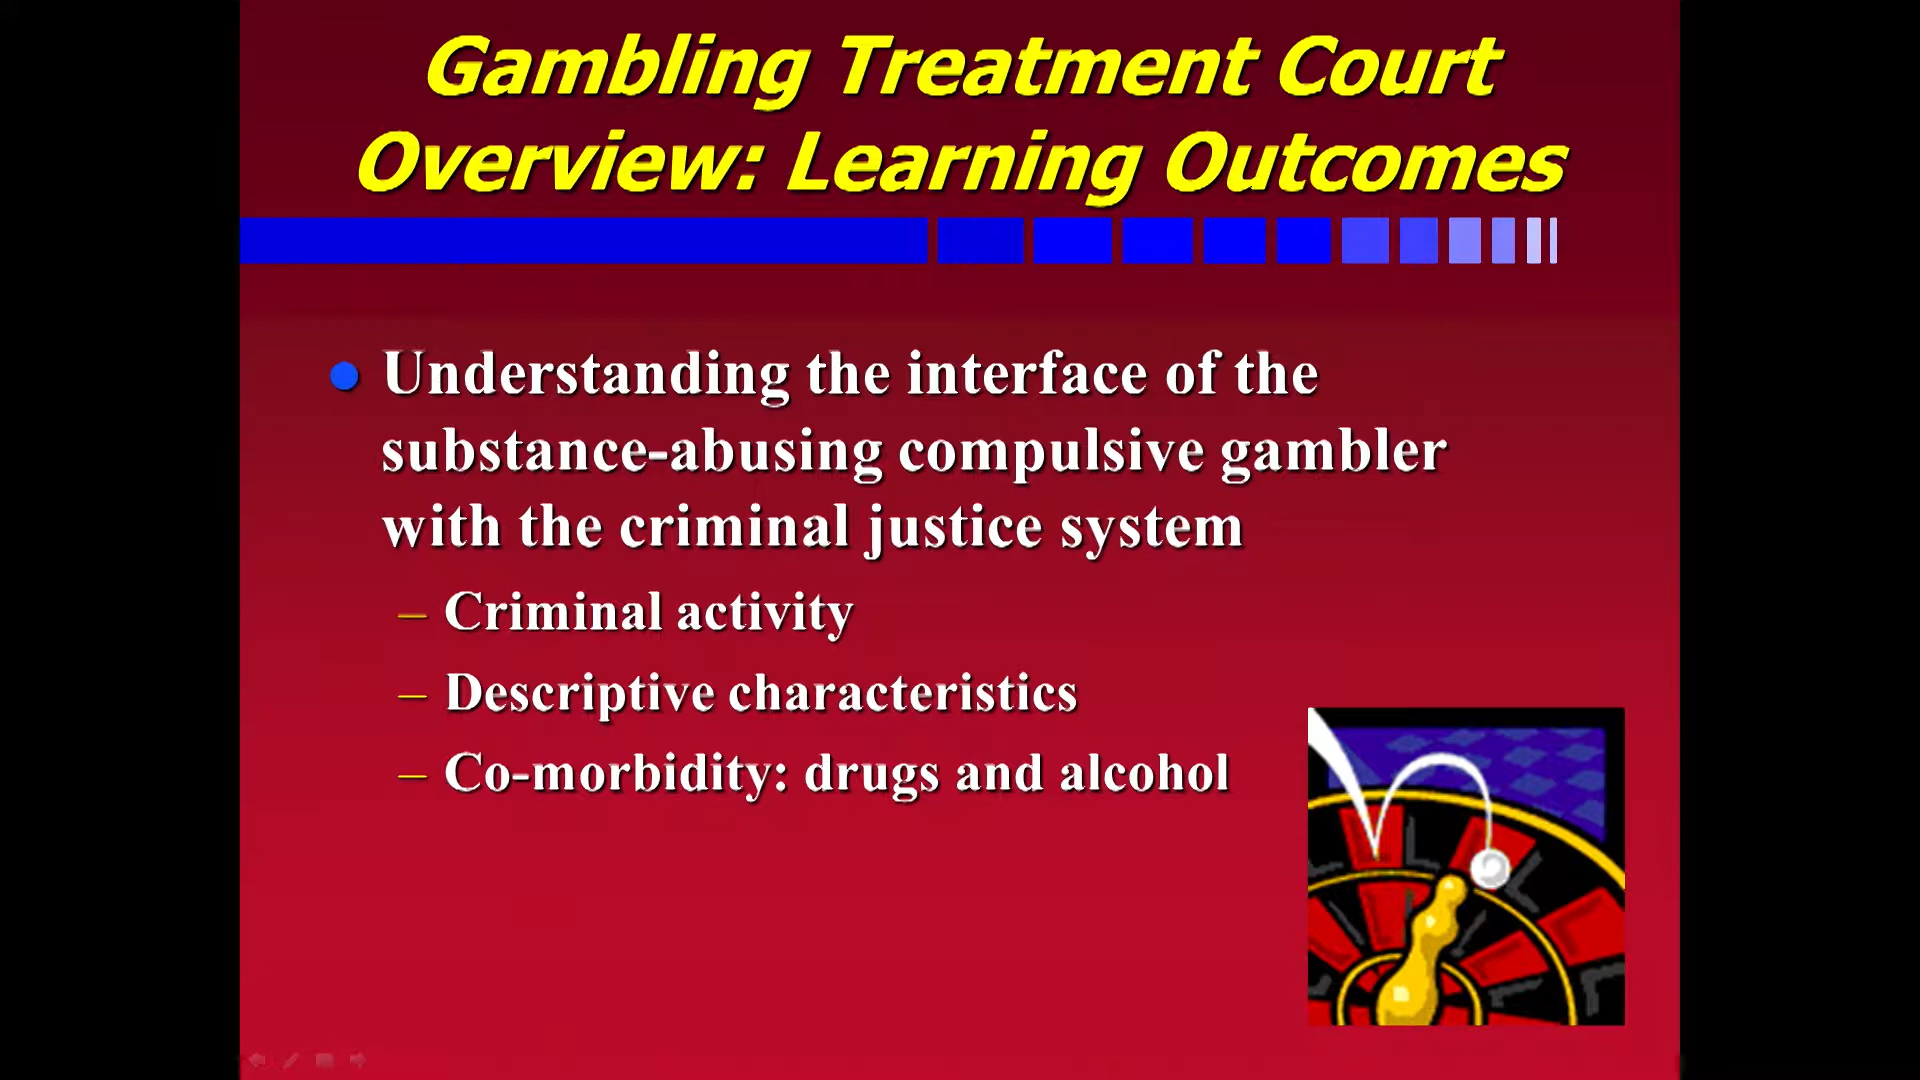 Gambling Treatment Court
Overview: Learning Outcomes
● Understanding the interface of the
substance-abusing compulsive gambler
with the criminal justice system
– Criminal activity
– Descriptive characteristics
– Co-morbidity: drugs and alcohol